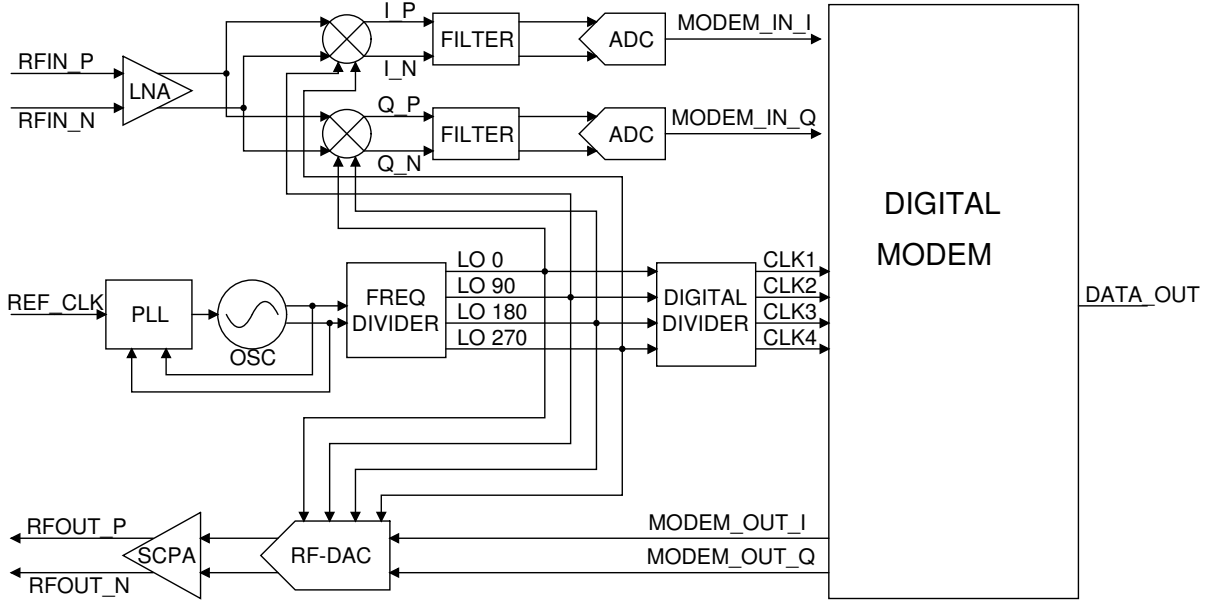 I_P
MODEM_IN_I
RFIN_P
LNA
FILTER
ADC
I_N
RFIN_N
Q_P
MODEM_IN_Q
FILTER
ADC
Q_N
DIGITAL
MODEM
REF_CLK
PLL
OSC
FREQ
DIVIDER
LO 0
LO 90
LO 180
LO 270
DIGITAL
DIVIDER
CLK1
CLK2
CLK3
CLK4
DATA_OUT
RFOUT_P
SCPA
RFOUT_N
RF-DAC
MODEM_OUT_I
MODEM_OUT_Q